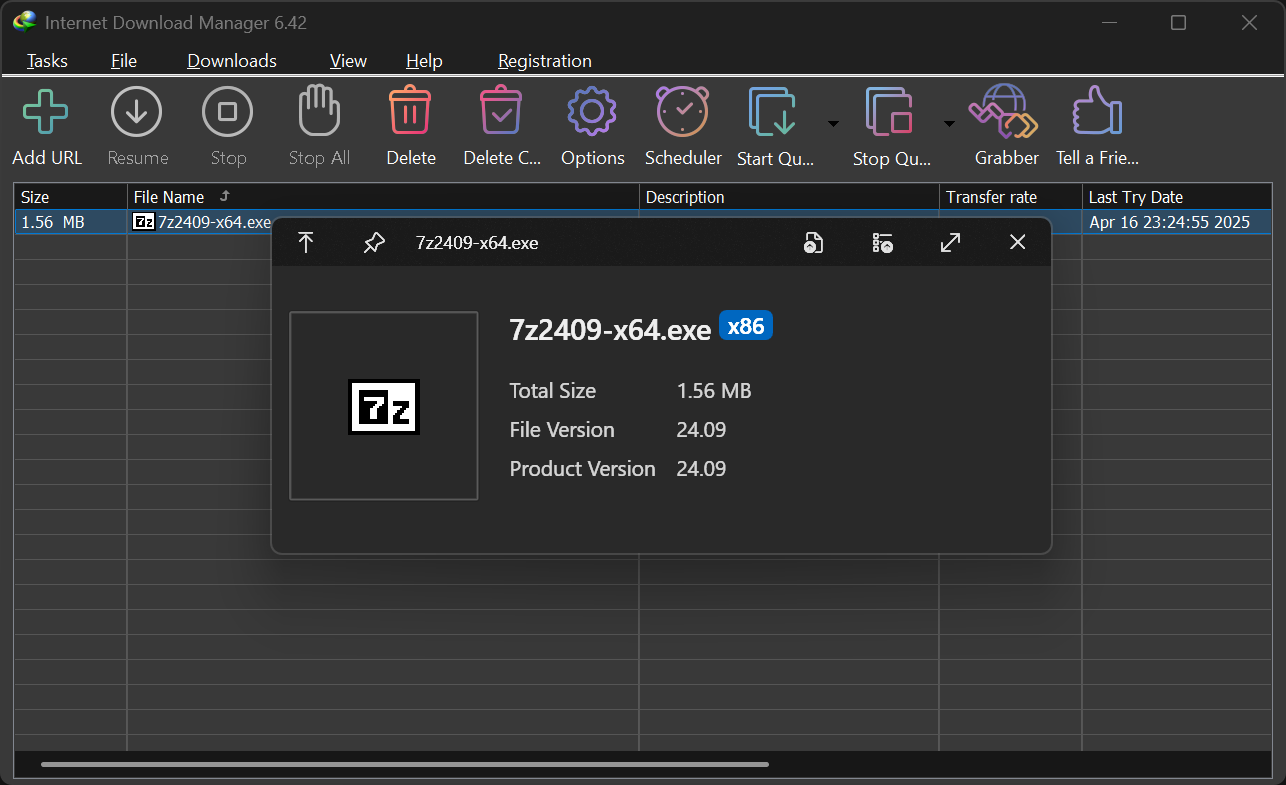 Internet Download Manager 6.42
Tasks File Downloads View Help Registration
Add URL Resume Stop Stop All Delete Delete C... Options Scheduler Start Qu... Stop Qu... Grabber Tell a Frie...
Size File Name Description Transfer rate Last Try Date
1.56 MB 7z 7z2409-x64.exe Apr 16 23:24:55 2025
7z2409-x64.exe
7z2409-x64.exe x86
7z
Total Size 1.56 MB
File Version 24.09
Product Version 24.09